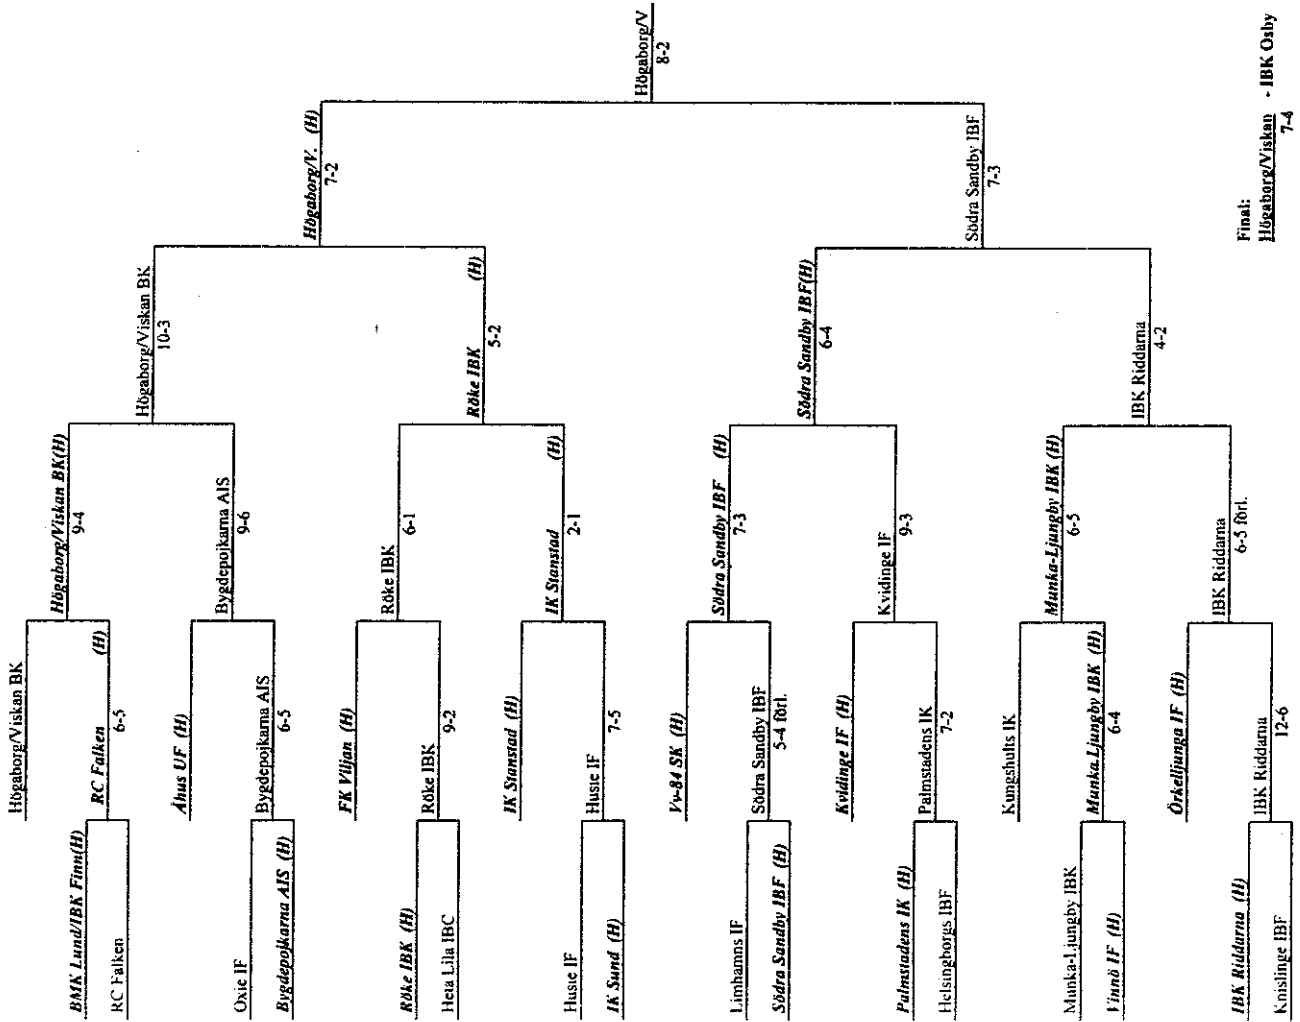 BMK Lund/IBK Finn(H)
RC Falken
Oxie IF
Bygdepojkarna AIS (H)
Röke IBK (H)
Heta Lila IBC
Husie IF
IK Sund (H)
Limhamns IF
Södra Sandby IBF (H)
Palmstadens IK (H)
Helsingborgs IBF
Munka-Ljungby IBK
Vinnö IF (H)
IBK Riddarna (H)
Knislinge IBF
Högaborg/Viskan BK
RC Falken (H)
6-5
Åhus UF (H)
Bygdepojkarna AIS
6-5
FK Viljan (H)
Röke IBK
9-2
IK Stanstad (H)
Husie IF
7-5
Vv-84 SK (H)
Södra Sandby IBF
5-4 förl.
Kvidinge IF (H)
Palmstadens IK
7-2
Kungshults IK
Munka.Ljungby IBK (H)
6-4
Örkelljunga IF (H)
IBK Riddarna
12-6
Högaborg/Viskan BK(H)
9-4
Bygdepojkarna AIS
9-6
Röke IBK
6-1
IK Stanstad (H)
2-1
Södra Sandby IBF (H)
7-3
Kvidinge IF
9-3
Munka-Ljungby IBK (H)
6-5
IBK Riddarna
6-5 förl.
Högaborg/Viskan BK
10-3
Röke IBK (H)
5-2
Södra Sandby IBF(H)
6-4
IBK Riddarna
4-2
Högaborg/V. (H)
7-2
Södra Sandby IBF
7-3
Högaborg/V
8-2
Final:
Högaborg/Viskan - IBK Osby
7-4